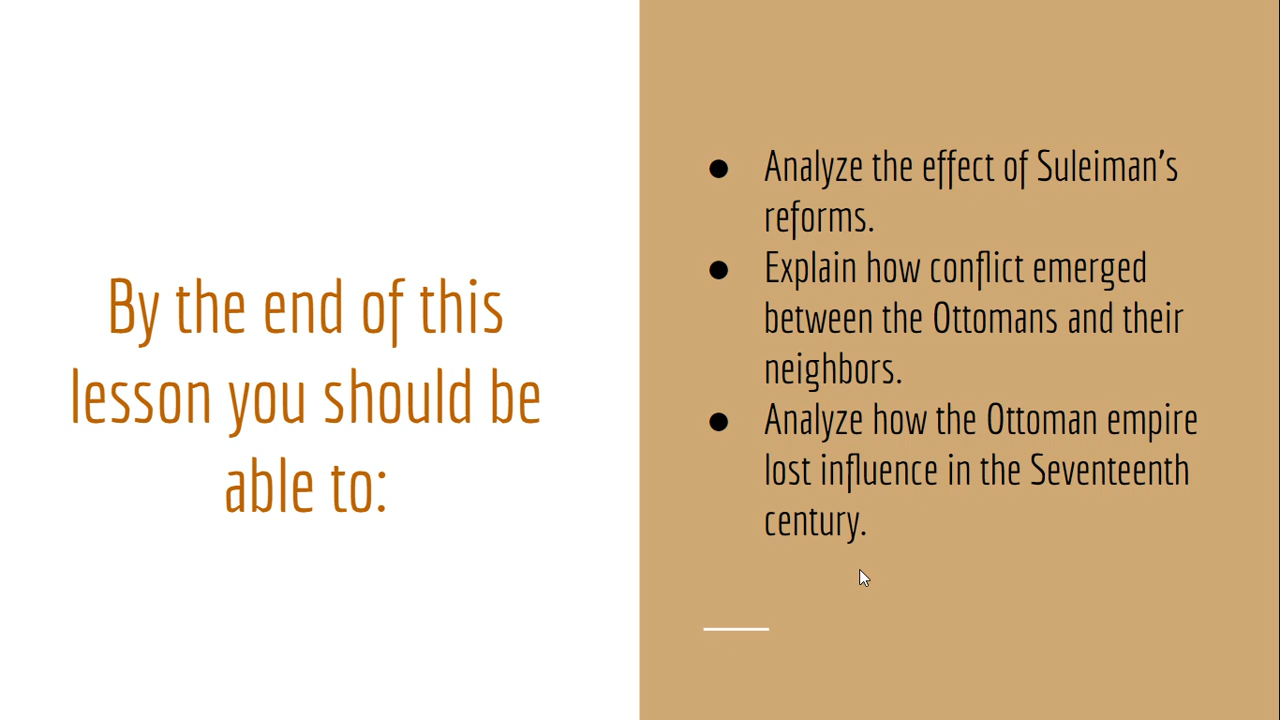 By the end of this
lesson you should be
able to:
● Analyze the effect of Suleiman's
reforms.
● Explain how conflict emerged
between the Ottomans and their
neighbors.
● Analyze how the Ottoman empire
lost influence in the Seventeenth
century.